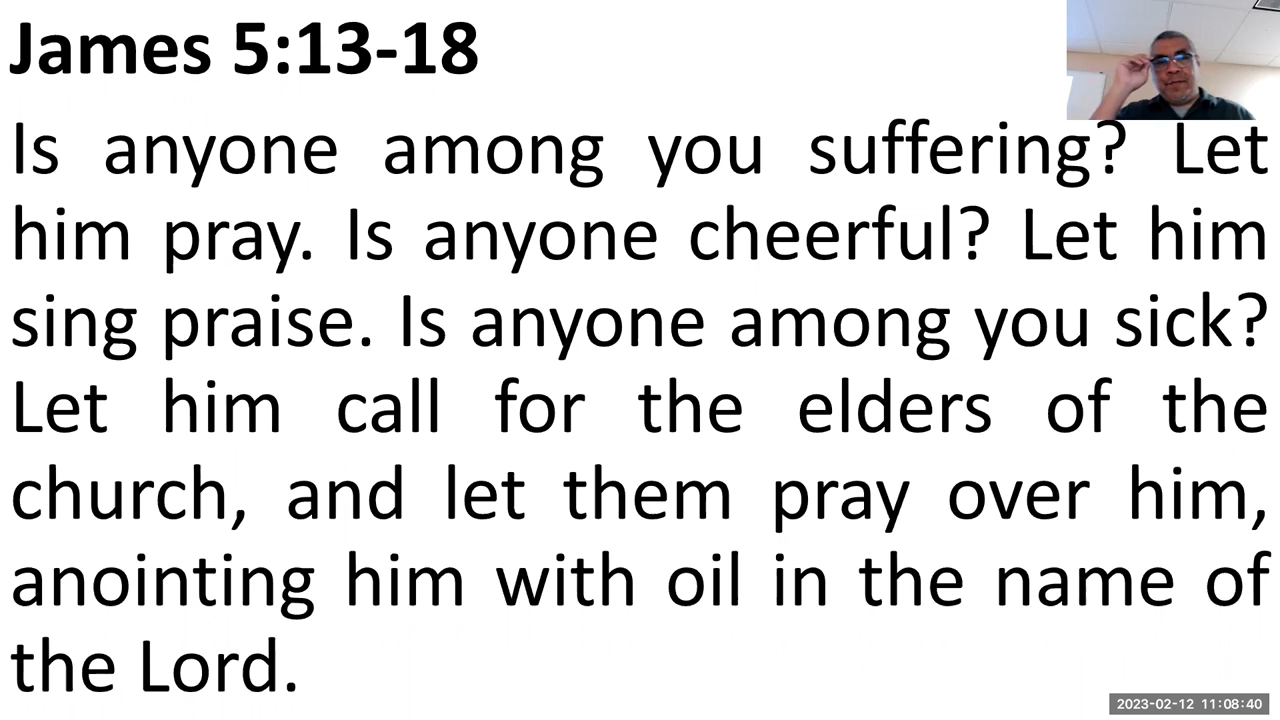 James 5:13-18
Is anyone among you suffering? Let
him pray. Is anyone cheerful? Let him
sing praise. Is anyone among you sick?
Let him call for the elders of the
church, and let them pray over him,
anointing him with oil in the name of
the Lord.
2023-02-12 11:08:40